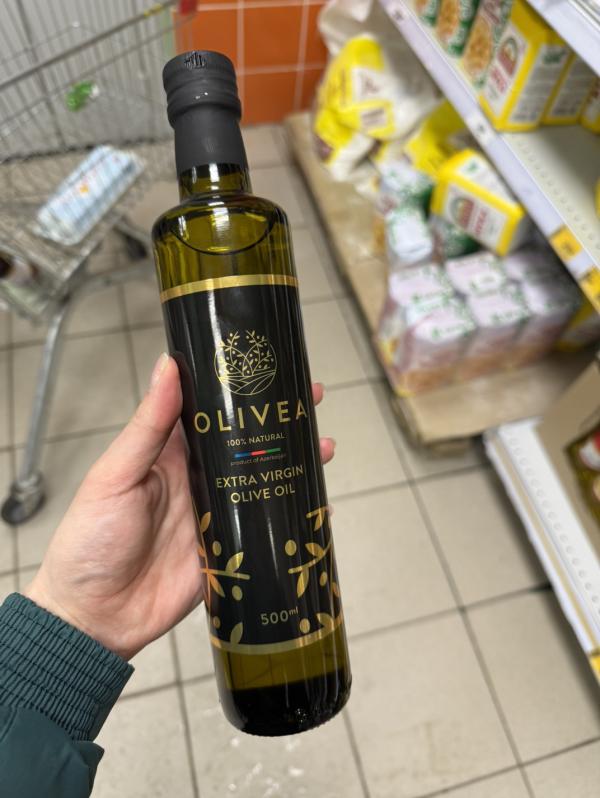 OLIVEA
100% NATURAL
product of Azerbaijan
EXTRA VIRGIN
OLIVE OIL
500ml